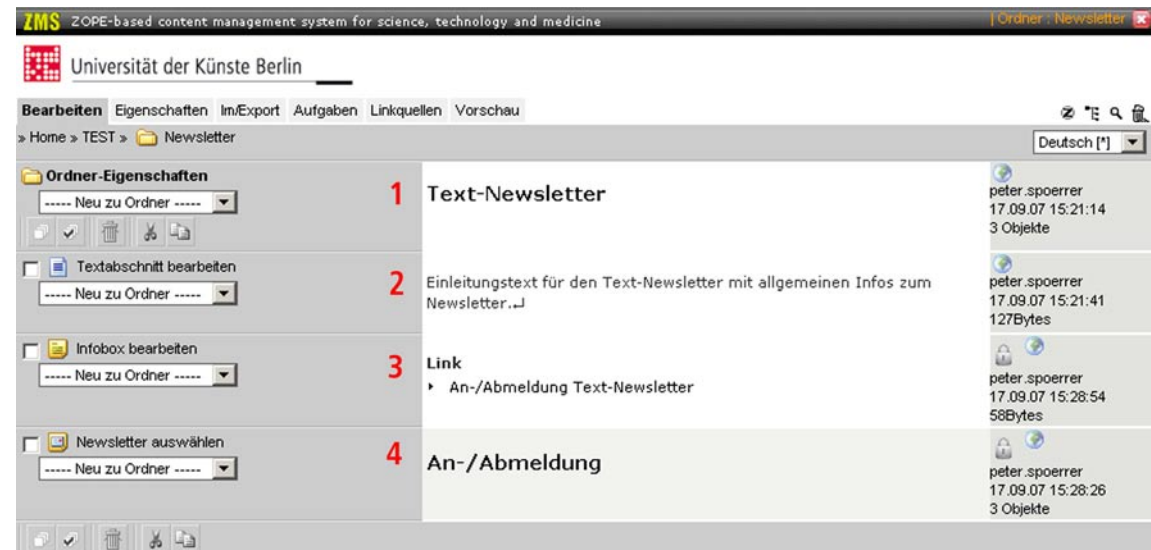 ZMS ZOPE-based content management system for science, technology and medicine | Ordner : Newsletter
Universität der Künste Berlin
Bearbeiten Eigenschaften Im/Export Aufgaben Linkquellen Vorschau
» Home » TEST » Newsletter
Deutsch [*]
Ordner-Eigenschaften
----- Neu zu Ordner -----
1
Text-Newsletter
peter.spoerrer
17.09.07 15:21:14
3 Objekte
Textabschnitt bearbeiten
----- Neu zu Ordner -----
2
Einleitungstext für den Text-Newsletter mit allgemeinen Infos zum
Newsletter.↵
peter.spoerrer
17.09.07 15:21:41
127Bytes
Infobox bearbeiten
----- Neu zu Ordner -----
3
Link
‣ An-/Abmeldung Text-Newsletter
peter.spoerrer
17.09.07 15:28:54
58Bytes
Newsletter auswählen
----- Neu zu Ordner -----
4
An-/Abmeldung
peter.spoerrer
17.09.07 15:28:26
3 Objekte